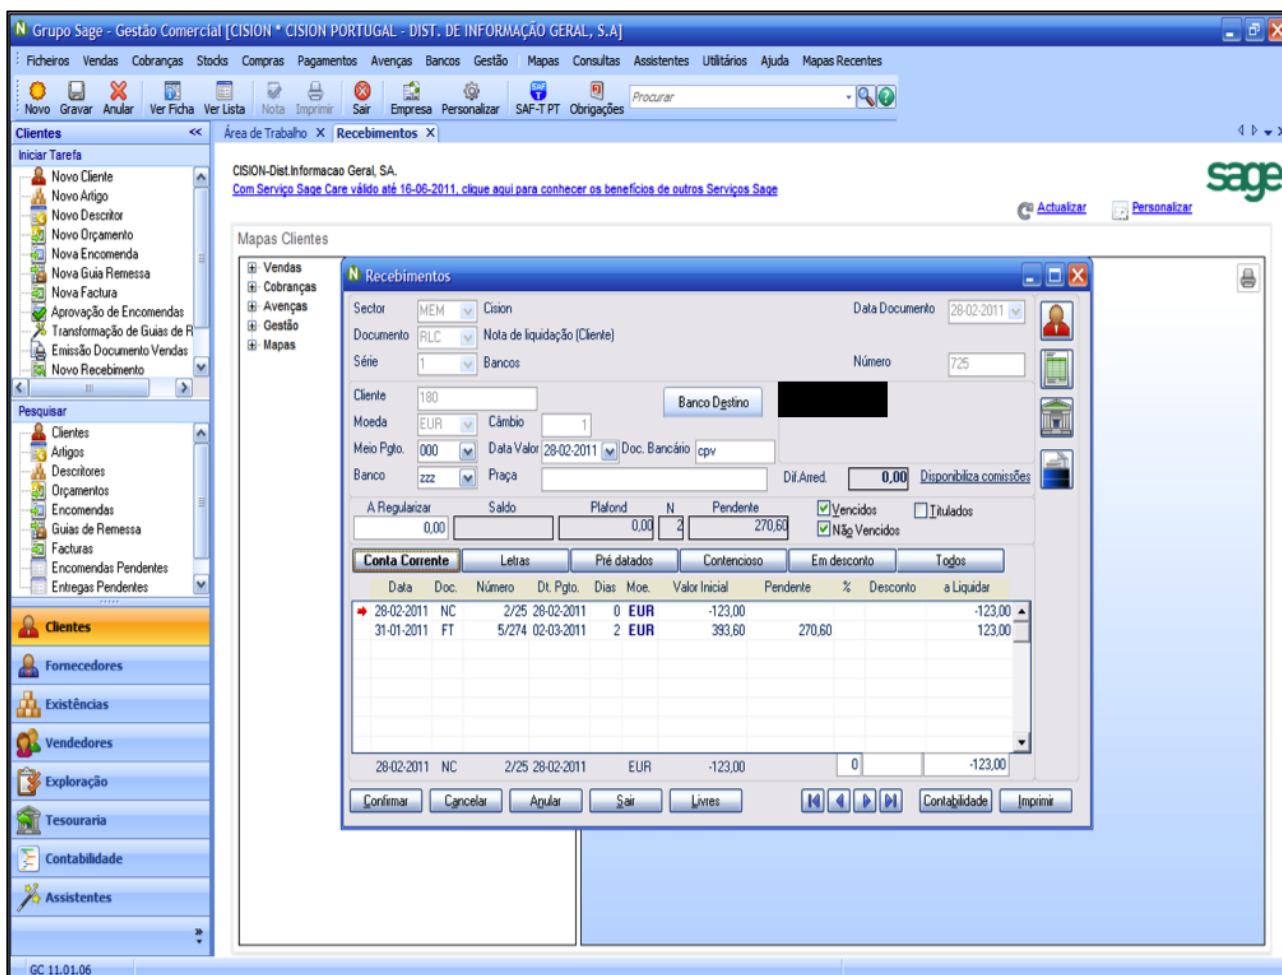 Grupo Sage - Gestão Comercial [CISION * CISION PORTUGAL - DIST. DE INFORMAÇÃO GERAL, S.A]
Ficheiros Vendas Cobranças Stocks Compras Pagamentos Avenças Bancos Gestão Mapas Consultas Assistentes Utilitários Ajuda Mapas Recentes
Novo Gravar Anular Ver Ficha Ver Lista Nota Imprimir Sair Empresa Personalizar SAF-T PT Obrigações Procurar
Clientes <<
Área de Trabalho X Recebimentos X
Iniciar Tarefa
Novo Cliente
Novo Artigo
Novo Descritor
Novo Orçamento
Nova Encomenda
Nova Guia Remessa
Nova Factura
Aprovação de Encomendas
Transformação de Guias de R
Emissão Documento Vendas
Novo Recebimento
Pesquisar
Clientes
Artigos
Descritores
Orçamentos
Encomendas
Guias de Remessa
Facturas
Encomendas Pendentes
Entregas Pendentes
Clientes
Fornecedores
Existências
Vendedores
Exploração
Tesouraria
Contabilidade
Assistentes
GC 11.01.06
CISION-Dist.Informacao Geral, SA.
Com Serviço Sage Care válido até 16-06-2011, clique aqui para conhecer os benefícios de outros Serviços Sage
sage
Actualizar Personalizar
Mapas Clientes
Vendas
Cobranças
Avenças
Gestão
Mapas
Recebimentos
Sector MEM Cision Data Documento 28-02-2011
Documento RLC Nota de liquidação (Cliente)
Série 1 Bancos Número 725
Cliente 180 Banco Destino
Moeda EUR Câmbio 1
Meio Pgto. 000 Data Valor 28-02-2011 Doc. Bancário cpv
Banco zzz Praça Dif.Arred. 0,00 Disponibiliza comissões
A Regularizar Saldo Plafond N Pendente Vencidos Titulados
0,00 0,00 2 270,60 Não Vencidos
Conta Corrente Letras Pré datados Contencioso Em desconto Todos
Data Doc. Número Dt. Pgto. Dias Moe. Valor Inicial Pendente % Desconto a Liquidar
28-02-2011 NC 2/25 28-02-2011 0 EUR -123,00 -123,00
31-01-2011 FT 5/274 02-03-2011 2 EUR 393,60 270,60 123,00
28-02-2011 NC 2/25 28-02-2011 EUR -123,00 0 -123,00
Confirmar Cancelar Anular Sair Livres Contabilidade Imprimir